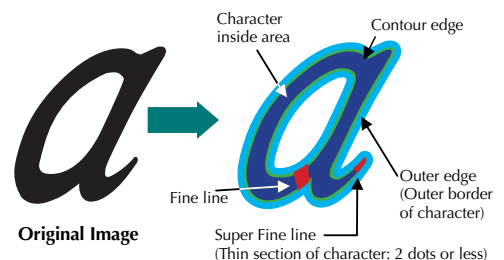 Character
inside area
Contour edge
Fine line
Outer edge
(Outer border
of character)
Original Image
Super Fine line
(Thin section of character: 2 dots or less)